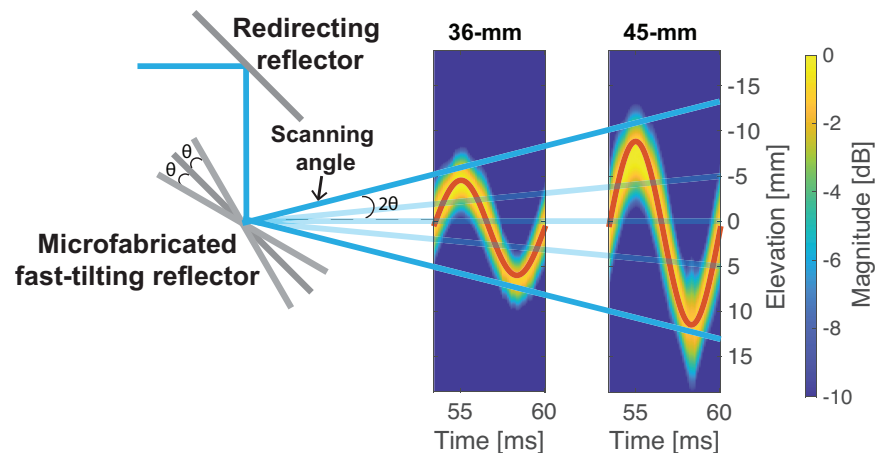 Redirecting
reflector
36-mm
45-mm
Scanning
angle
θ
θ
2θ
Microfabricated
fast-tilting reflector
-15
-10
-5
0
5
10
15
Elevation [mm]
55
60
Time [ms]
55
60
Time [ms]
0
-2
-4
-6
-8
-10
Magnitude [dB]